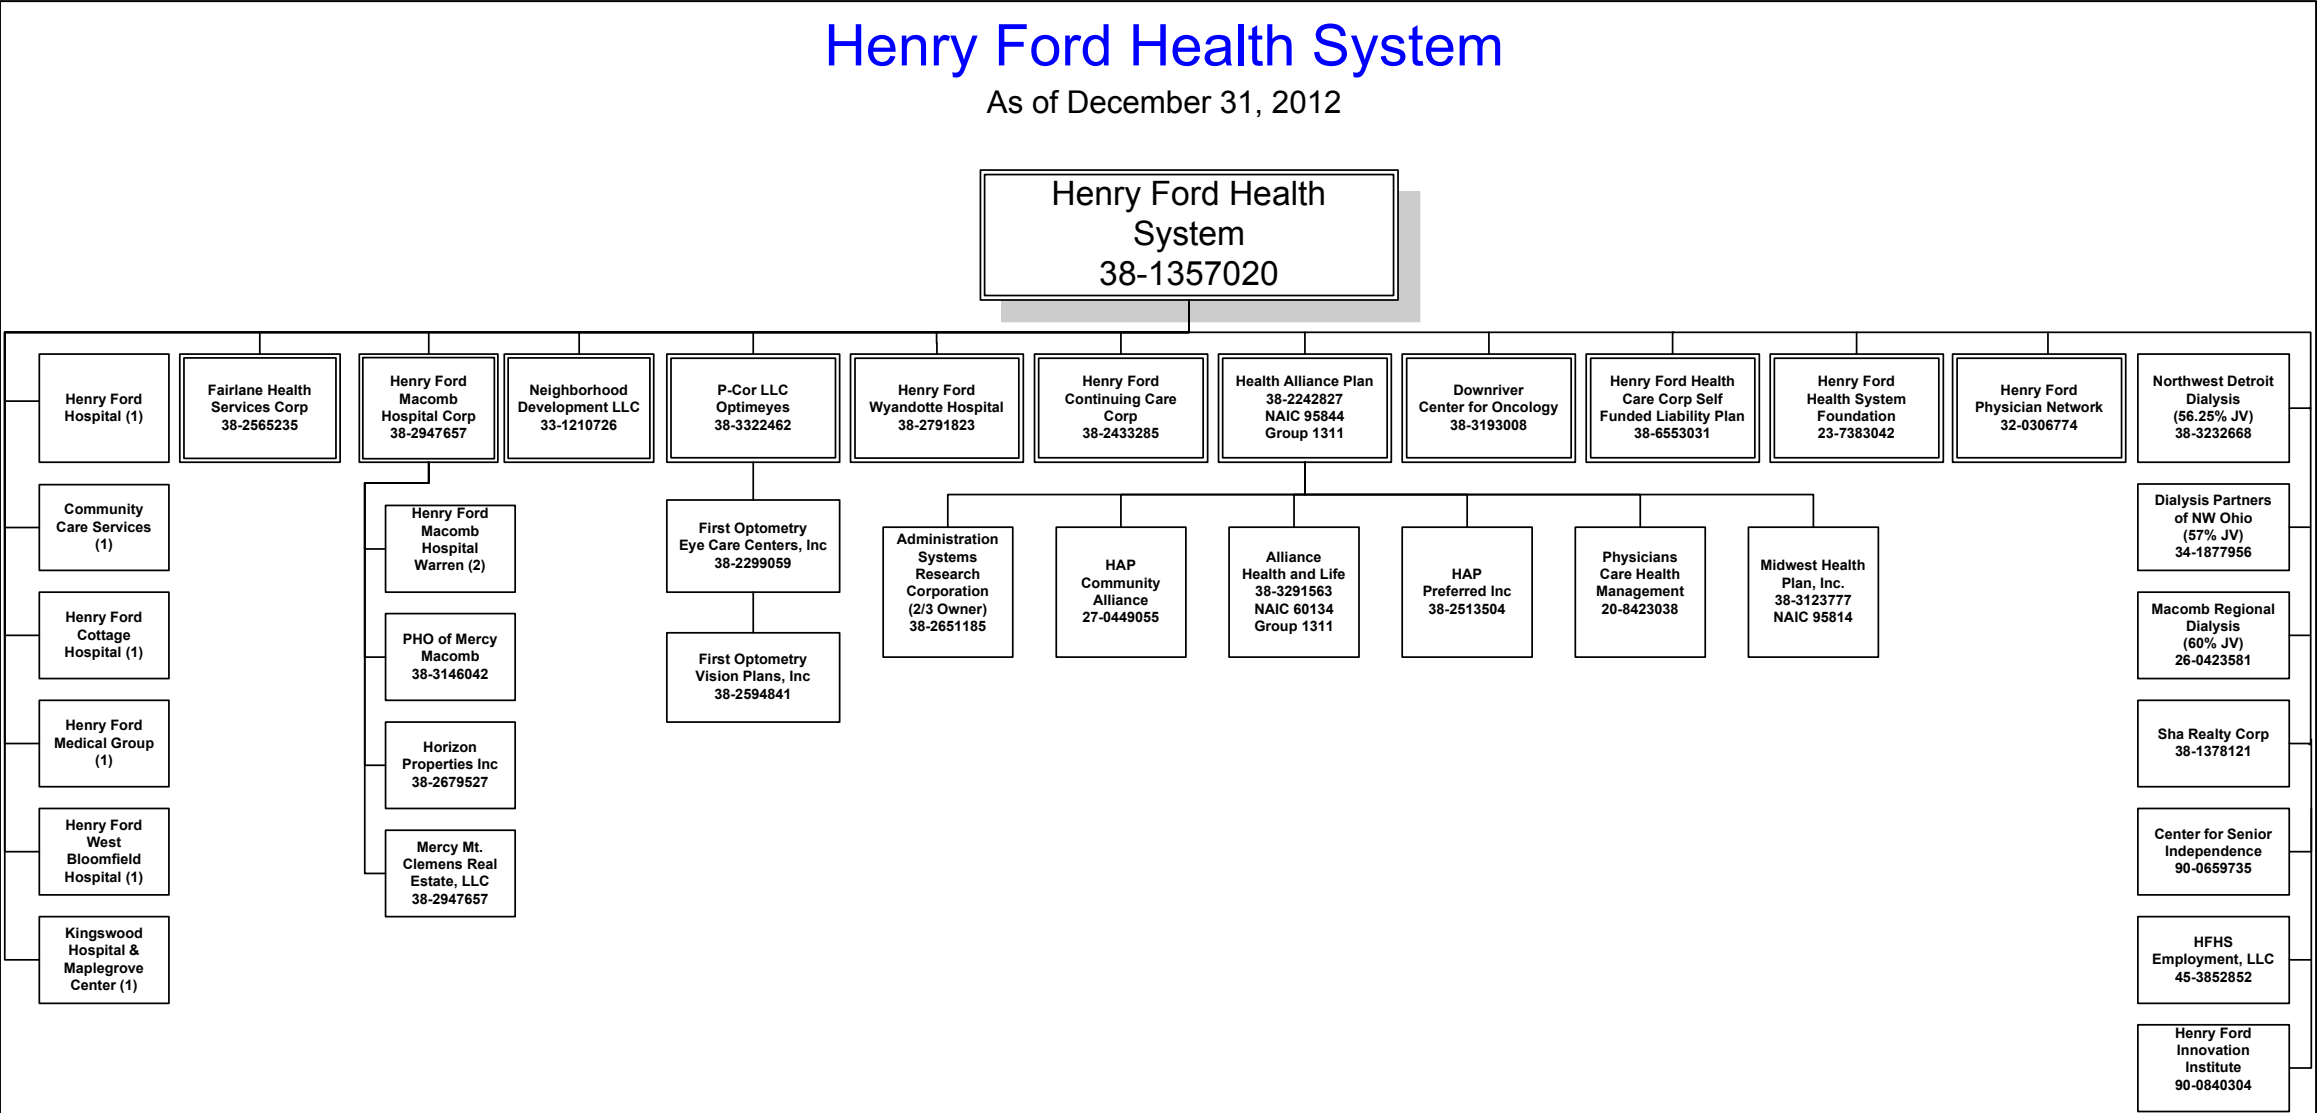 Henry Ford Health System
As of December 31, 2012
Henry Ford Health
System
38-1357020
Henry Ford
Hospital (1)
Fairlane Health
Services Corp
38-2565235
Henry Ford
Macomb
Hospital Corp
38-2947657
Neighborhood
Development LLC
33-1210726
P-Cor LLC
Optimeyes
38-3322462
Henry Ford
Wyandotte Hospital
38-2791823
Henry Ford
Continuing Care
Corp
38-2433285
Health Alliance Plan
38-2242827
NAIC 95844
Group 1311
Downriver
Center for Oncology
38-3193008
Henry Ford Health
Care Corp Self
Funded Liability Plan
38-6553031
Henry Ford
Health System
Foundation
23-7383042
Henry Ford
Physician Network
32-0306774
Northwest Detroit
Dialysis
(56.25% JV)
38-3232668
Community
Care Services
(1)
Henry Ford
Cottage
Hospital (1)
Henry Ford
Medical Group
(1)
Henry Ford
West
Bloomfield
Hospital (1)
Kingswood
Hospital &
Maplegrove
Center (1)
Henry Ford
Macomb
Hospital
Warren (2)
PHO of Mercy
Macomb
38-3146042
Horizon
Properties Inc
38-2679527
Mercy Mt.
Clemens Real
Estate, LLC
38-2947657
First Optometry
Eye Care Centers, Inc
38-2299059
First Optometry
Vision Plans, Inc
38-2594841
Administration
Systems
Research
Corporation
(2/3 Owner)
38-2651185
HAP
Community
Alliance
27-0449055
Alliance
Health and Life
38-3291563
NAIC 60134
Group 1311
HAP
Preferred Inc
38-2513504
Physicians
Care Health
Management
20-8423038
Midwest Health
Plan, Inc.
38-3123777
NAIC 95814
Dialysis Partners
of NW Ohio
(57% JV)
34-1877956
Macomb Regional
Dialysis
(60% JV)
26-0423581
Sha Realty Corp
38-1378121
Center for Senior
Independence
90-0659735
HFHS
Employment, LLC
45-3852852
Henry Ford
Innovation
Institute
90-0840304